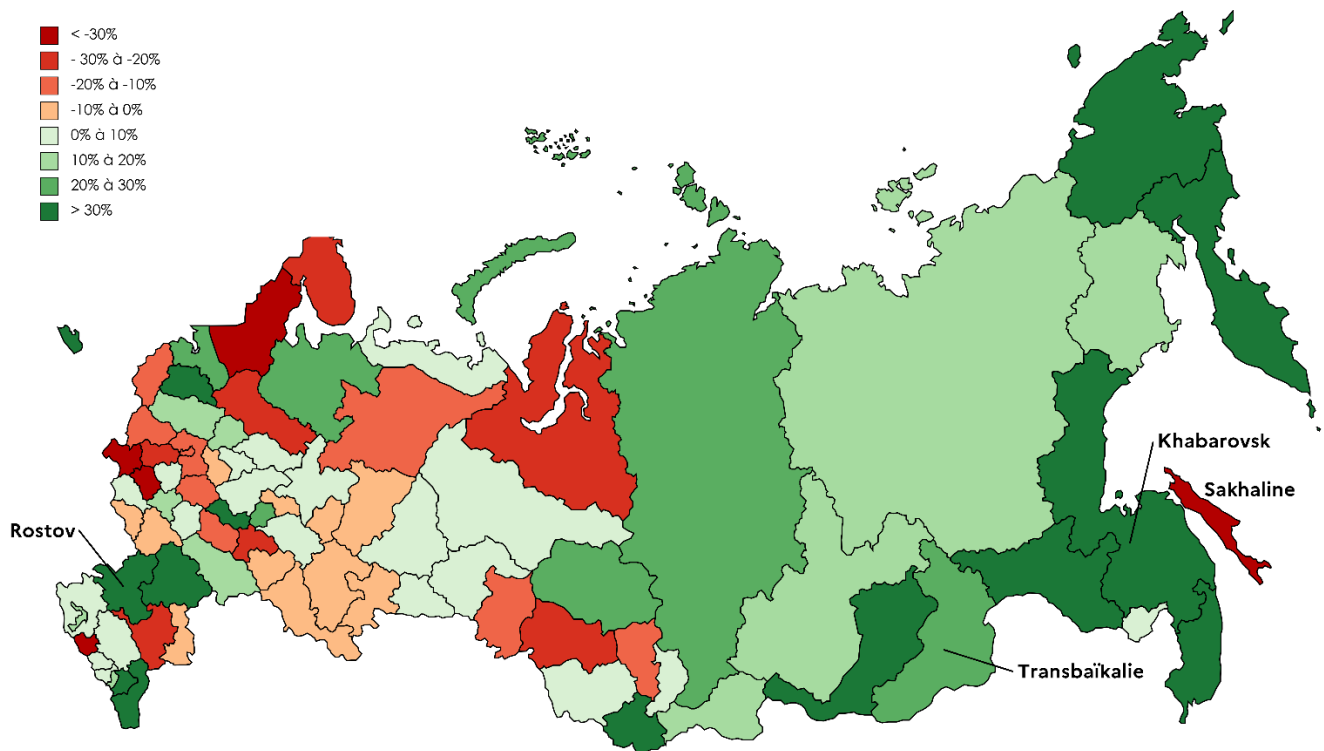 < -30%
- 30% à -20%
-20% à -10%
-10% à 0%
0% à 10%
10% à 20%
20% à 30%
> 30%
Khabarovsk
Sakhaline
Rostov
Transbaïkalie